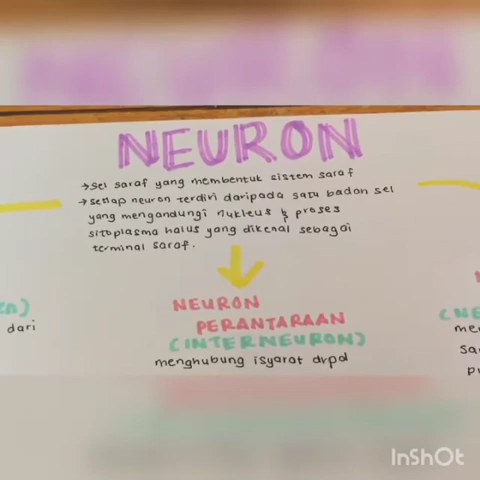 NEURON
→ sel saraf yang membentuk sistem saraf
→ setiap neuron terdiri daripada satu badan sel
yang mengandungi nukleus & proses
sitoplasma halus yang dikenal sebagai
terminal saraf.
NEURON
PERANTARAAN
(INTERNEURON)
menghubung isyarat drpd
dari
InShOt